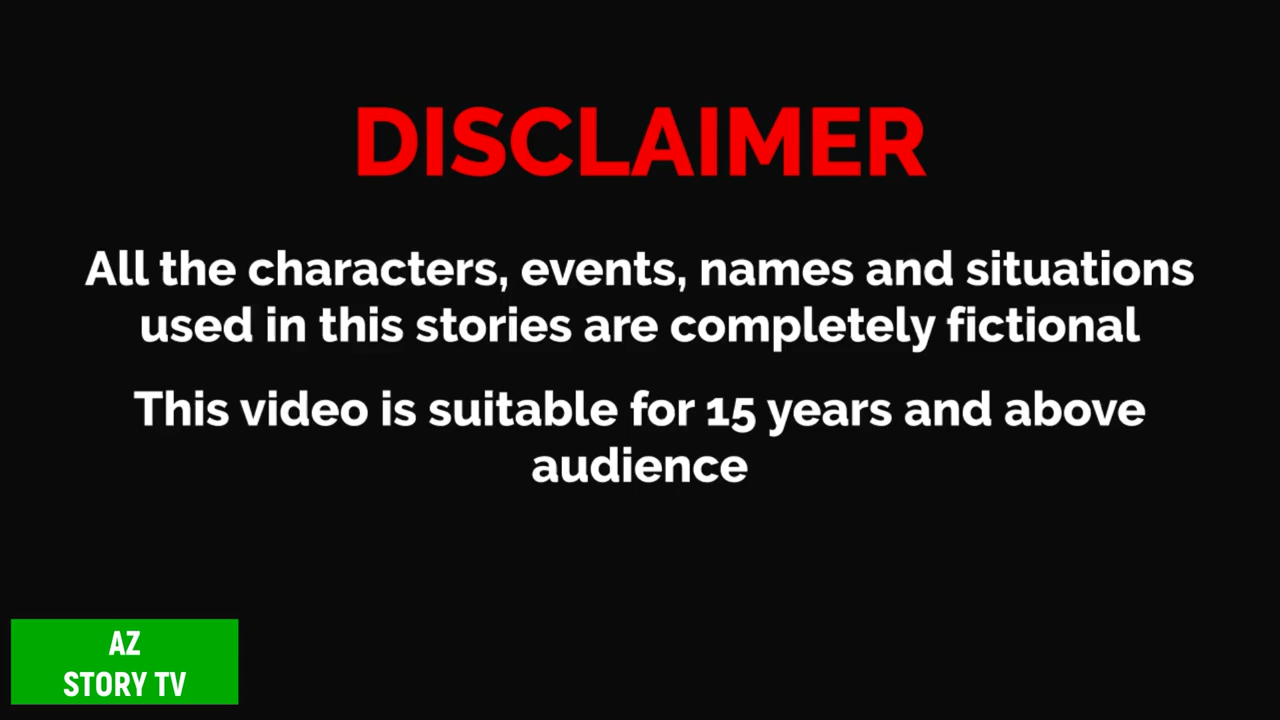 DISCLAIMER
All the characters, events, names and situations
used in this stories are completely fictional
This video is suitable for 15 years and above
audience
AZ
STORY TV